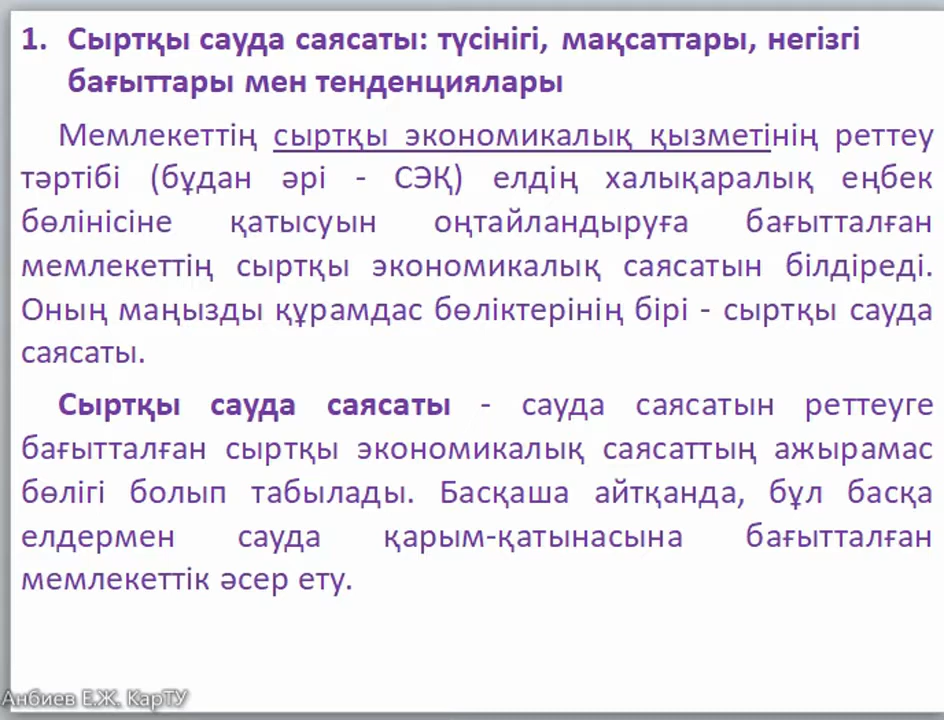 1. Сыртқы сауда саясаты: түсінігі, мақсаттары, негізгі
бағыттары мен тенденциялары
Мемлекеттің сыртқы экономикалық қызметінің реттеу
тәртібі (бұдан әрі - СЭҚ) елдің халықаралық еңбек
бөлінісіне қатысуын оңтайландыруға бағытталған
мемлекеттің сыртқы экономикалық саясатын білдіреді.
Оның маңызды құрамдас бөліктерінің бірі - сыртқы сауда
саясаты.
Сыртқы сауда саясаты - сауда саясатын реттеуге
бағытталған сыртқы экономикалық саясаттың ажырамас
бөлігі болып табылады. Басқаша айтқанда, бұл басқа
елдермен сауда қарым-қатынасына бағытталған
мемлекеттік әсер ету.
Анбиев Е.Ж. КарТУ